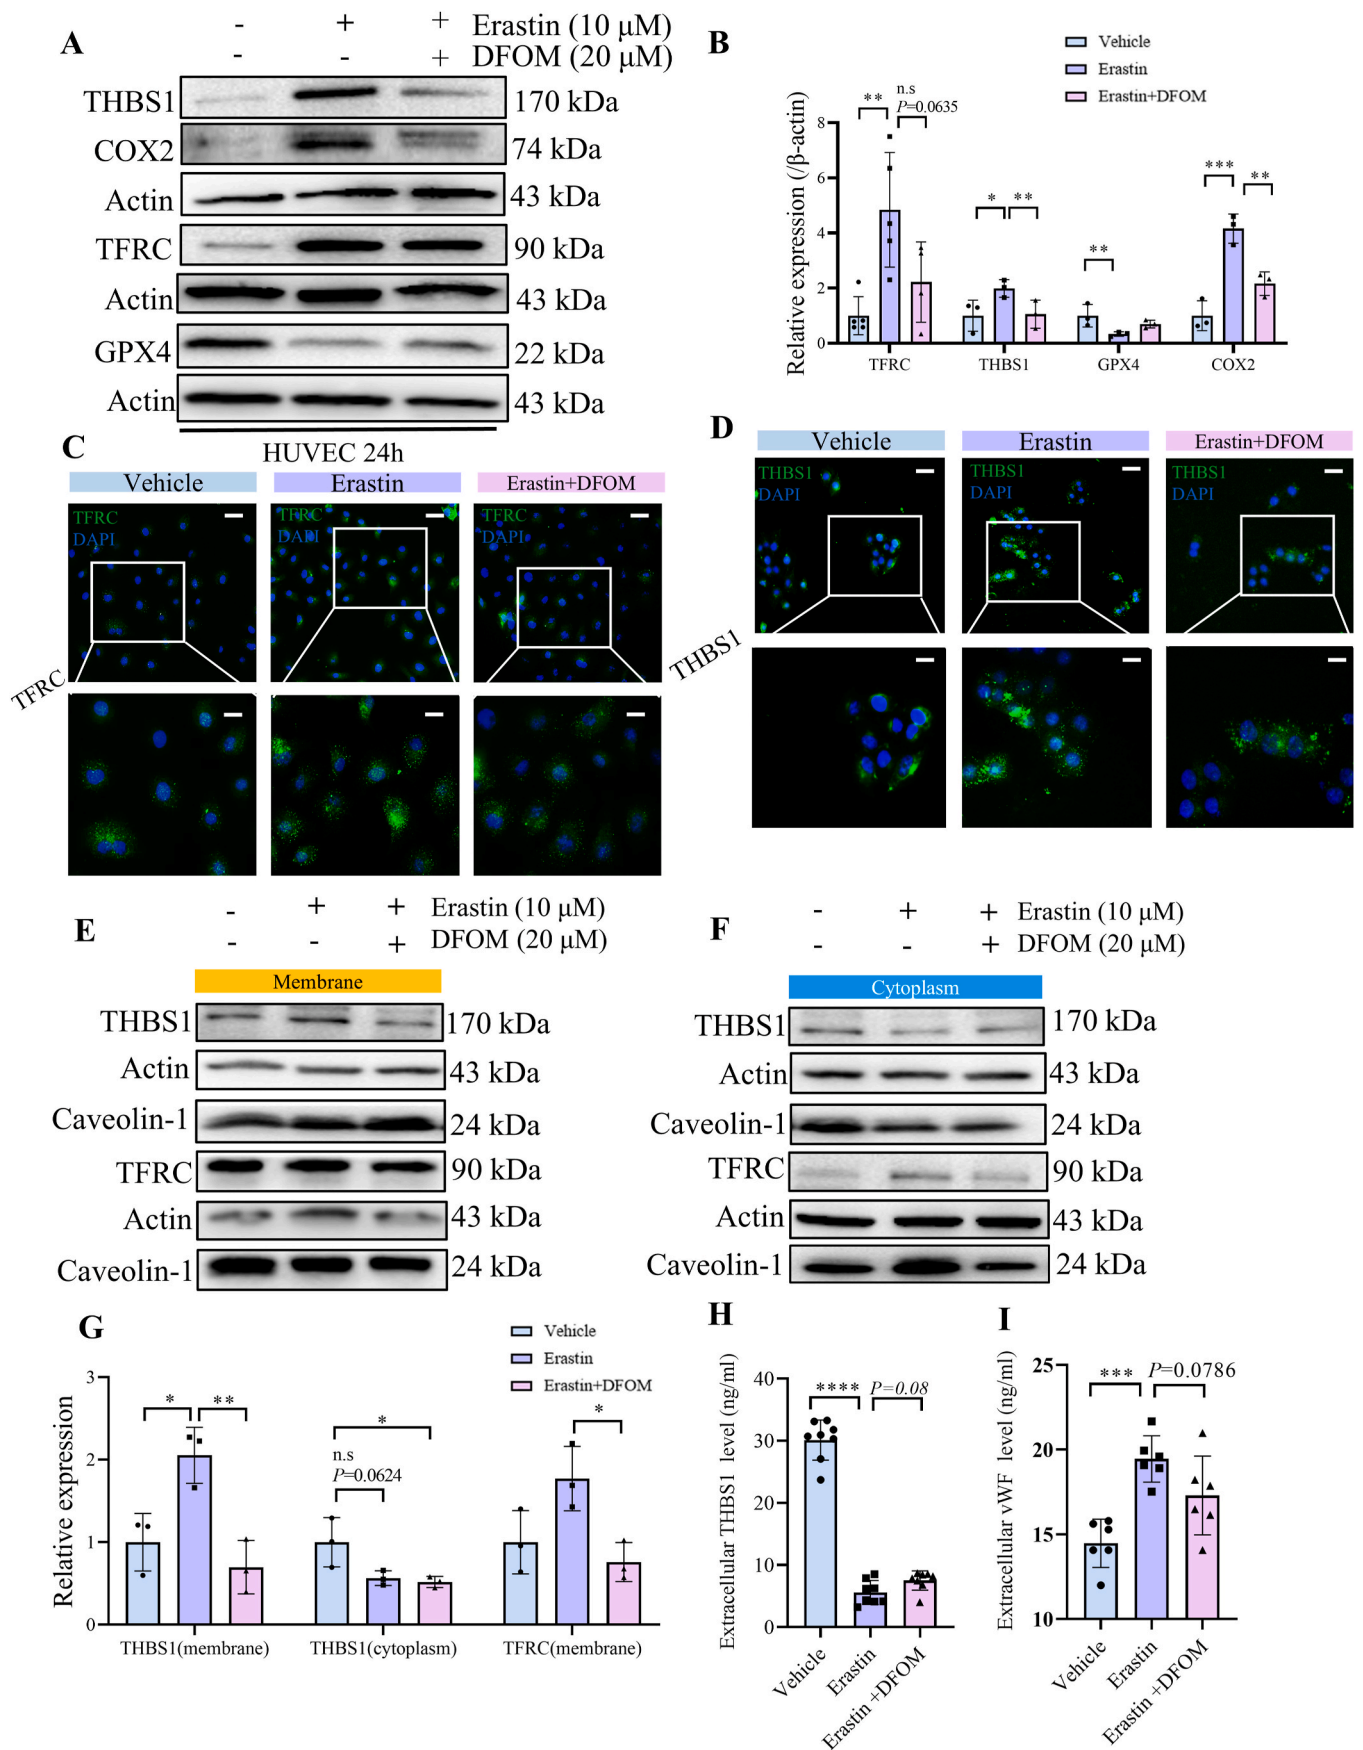 A
- + + Erastin (10 μM)
- - + DFOM (20 μM)
THBS1 170 kDa
COX2 74 kDa
Actin 43 kDa
TFRC 90 kDa
Actin 43 kDa
GPX4 22 kDa
Actin 43 kDa
HUVEC 24h
B
Vehicle
Erastin
Erastin+DFOM
Relative expression (/β-actin)
8
6
4
2
0
** n.s
P=0.0635
* **
**
*** **
TFRC THBS1 GPX4 COX2
C
Vehicle Erastin Erastin+DFOM
TFRC TFRC TFRC
DAPI DAPI DAPI
TFRC
D
Vehicle Erastin Erastin+DFOM
THBS1 THBS1 THBS1
DAPI DAPI DAPI
THBS1
E
- + + Erastin (10 μM)
- - + DFOM (20 μM)
Membrane
THBS1 170 kDa
Actin 43 kDa
Caveolin-1 24 kDa
TFRC 90 kDa
Actin 43 kDa
Caveolin-1 24 kDa
F
- + + Erastin (10 μM)
- - + DFOM (20 μM)
Cytoplasm
THBS1 170 kDa
Actin 43 kDa
Caveolin-1 24 kDa
TFRC 90 kDa
Actin 43 kDa
Caveolin-1 24 kDa
G
Vehicle
Erastin
Erastin+DFOM
Relative expression
3
2
1
0
* **
*
n.s
P=0.0624
*
THBS1(membrane) THBS1(cytoplasm) TFRC(membrane)
H
Extracellular THBS1 level (ng/ml)
40
30
20
10
0
**** P=0.08
Vehicle
Erastin
Erastin +DFOM
I
Extracellular vWF level (ng/ml)
25
20
15
10
*** P=0.0786
Vehicle
Erastin
Erastin +DFOM